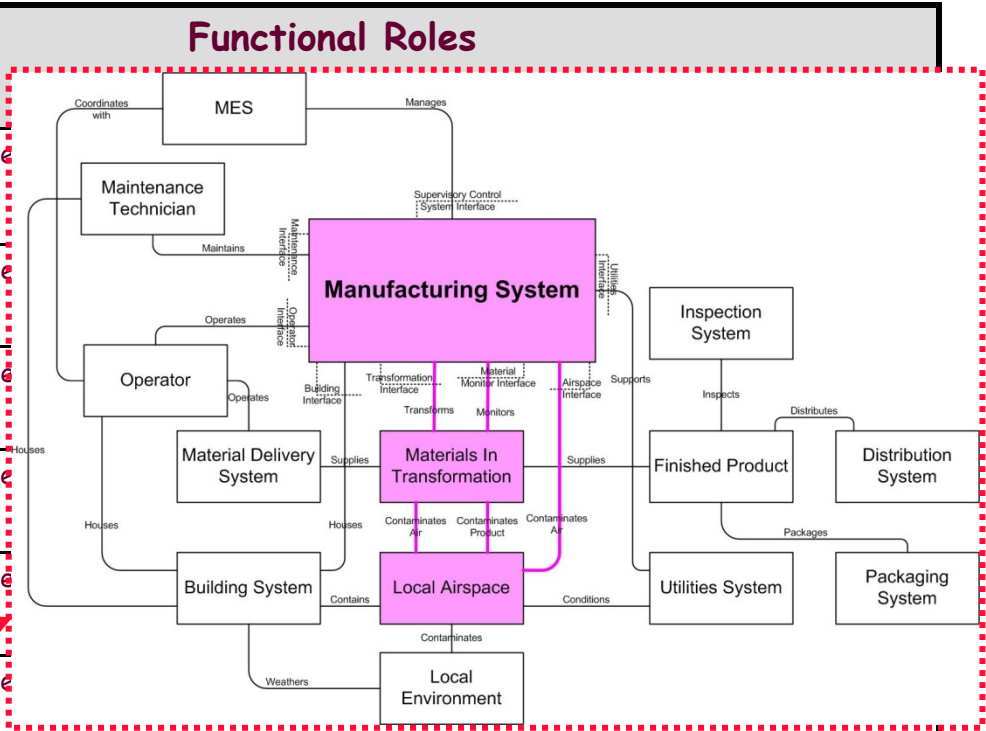 Functional Roles
Coordinates
with
MES
Manages
Maintenance
Technician
Supervisory Control
System Interface
Maintains
Maintenance
Interface
Manufacturing System
Utilities
Interface
Operates
Operator
Interface
Inspection
System
Operator
Operates
Building
Interface
Transformation
Interface
Material
Monitor Interface
Airspace
Interface
Supports
Inspects
Transforms
Monitors
Distributes
Houses
Material Delivery
System
Supplies
Materials In
Transformation
Supplies
Finished Product
Distribution
System
Houses
Houses
Contaminates
Air
Contaminates
Product
Contaminates
Air
Packages
Building System
Contains
Local Airspace
Conditions
Utilities System
Packaging
System
Contaminates
Weathers
Local
Environment